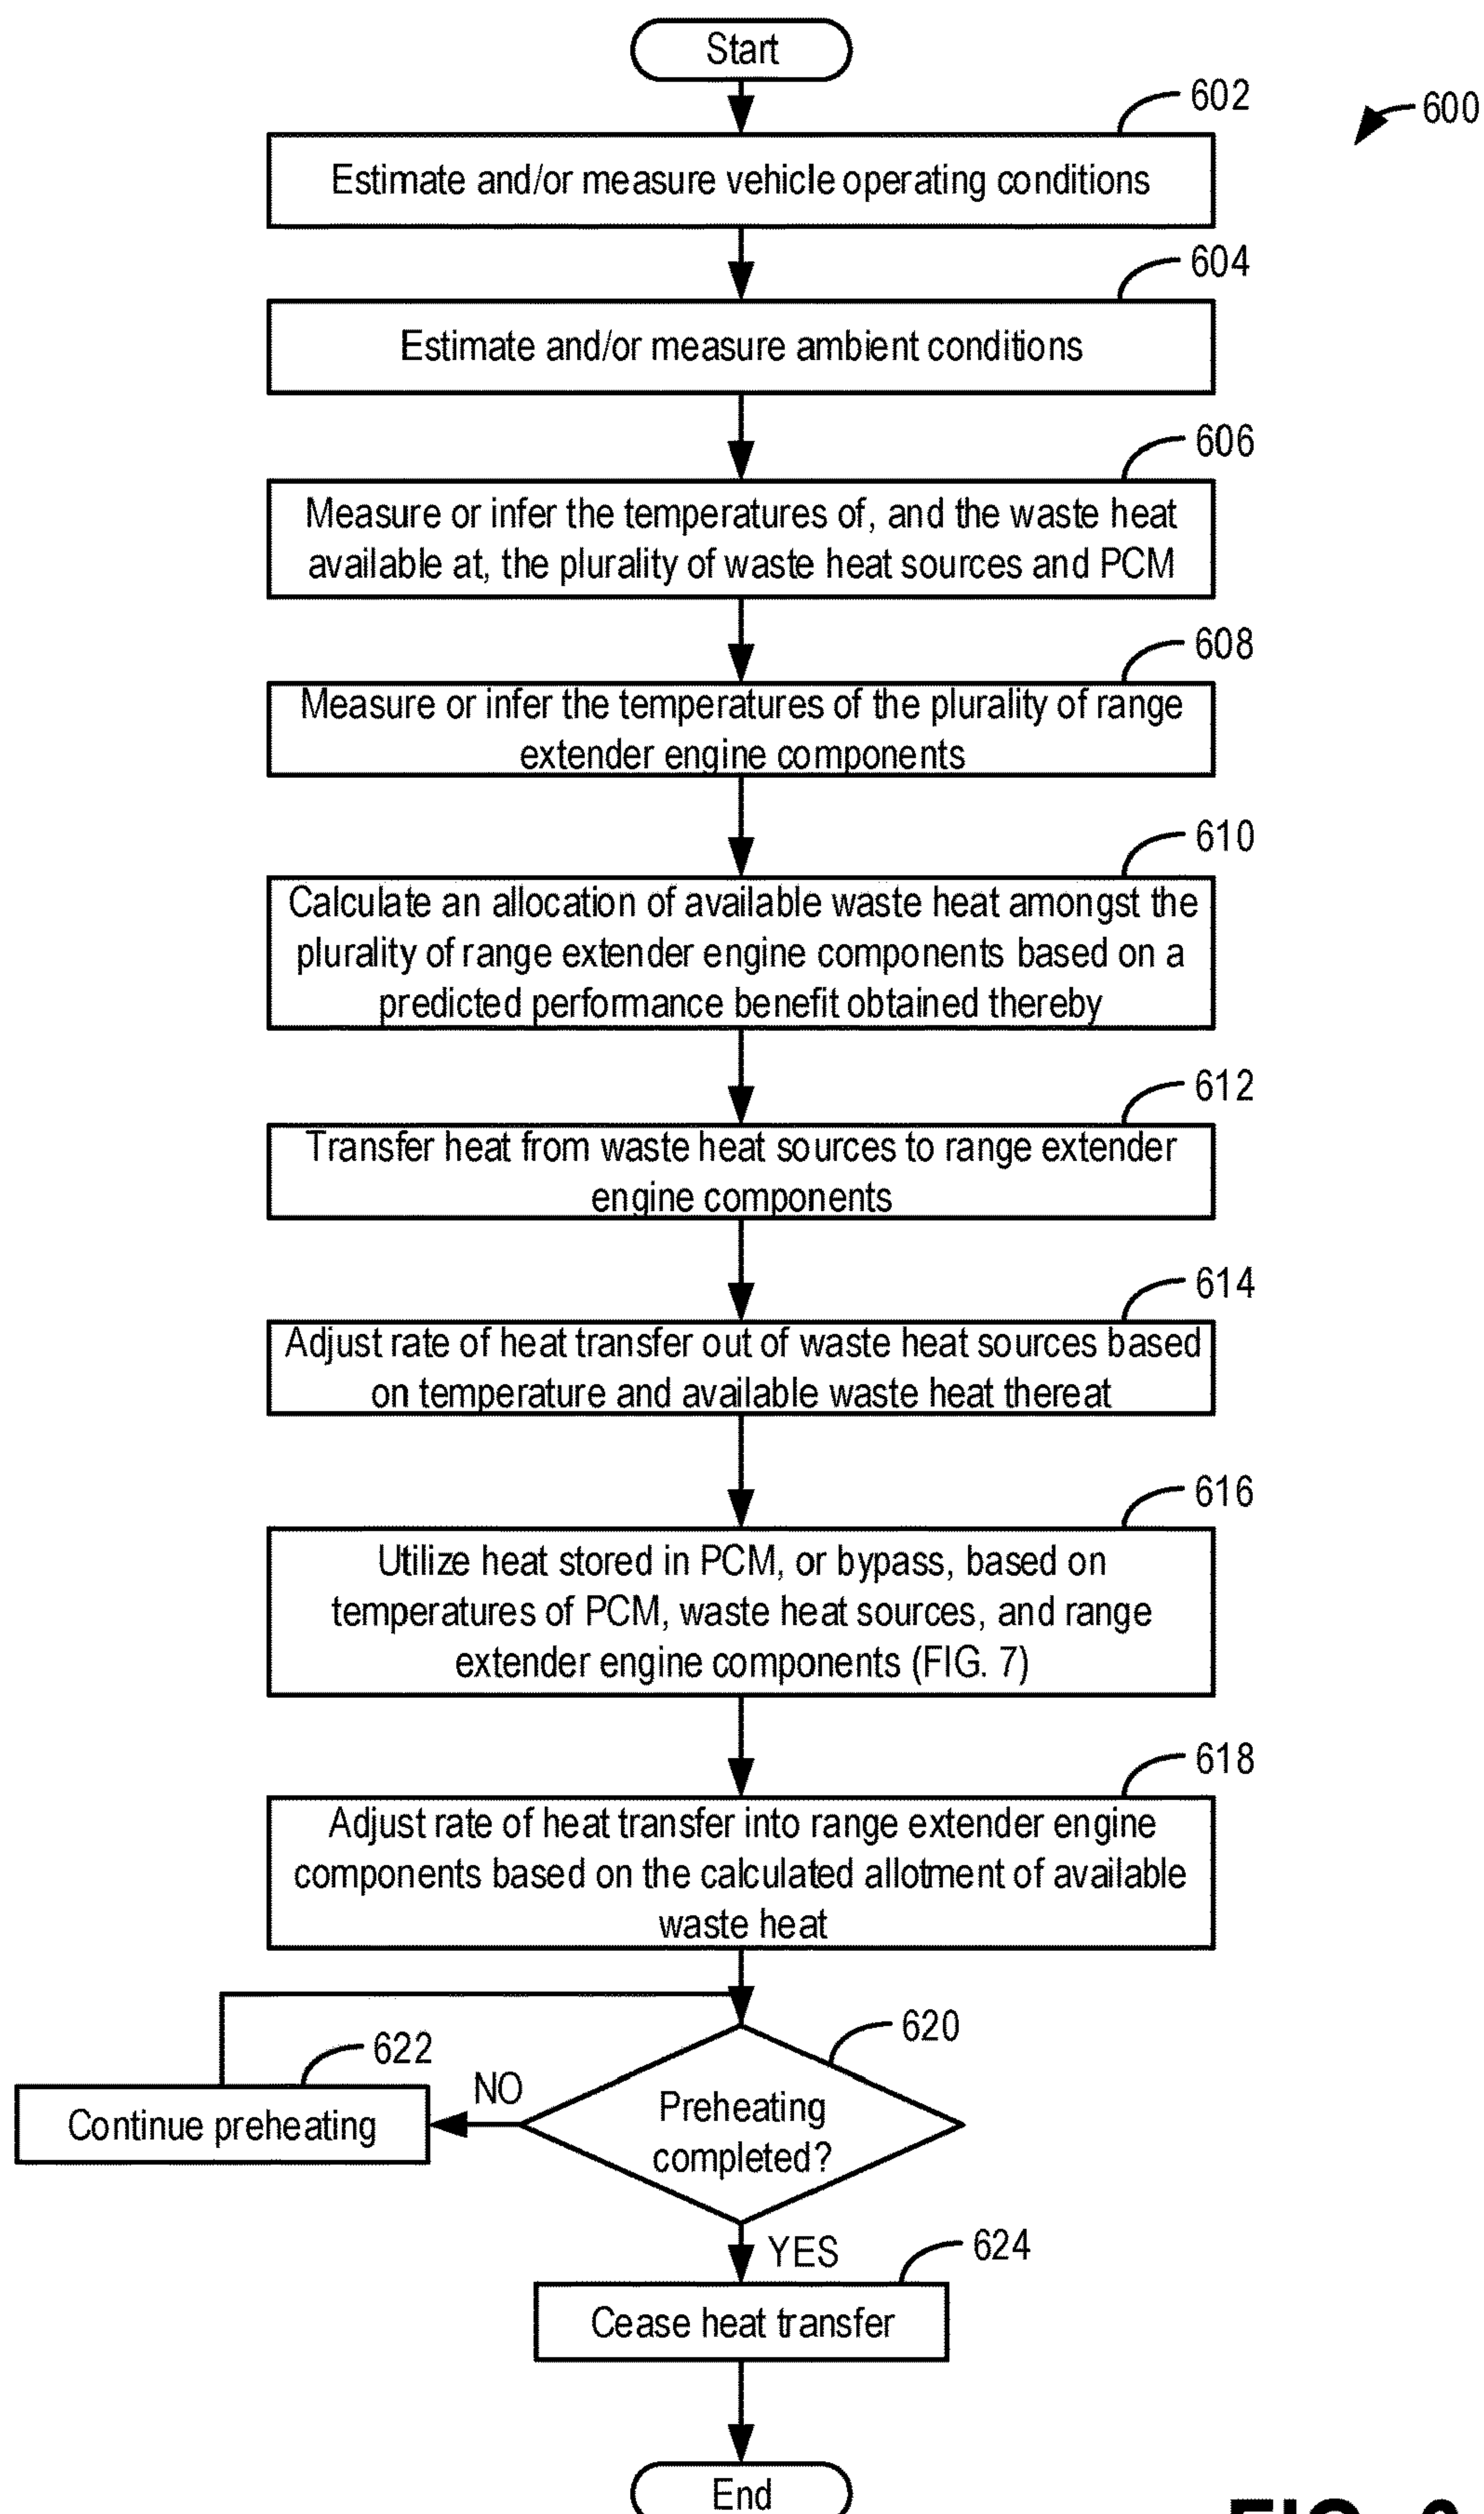 Start
602
600
Estimate and/or measure vehicle operating conditions
604
Estimate and/or measure ambient conditions
606
Measure or infer the temperatures of, and the waste heat
available at, the plurality of waste heat sources and PCM
608
Measure or infer the temperatures of the plurality of range
extender engine components
610
Calculate an allocation of available waste heat amongst the
plurality of range extender engine components based on a
predicted performance benefit obtained thereby
612
Transfer heat from waste heat sources to range extender
engine components
614
Adjust rate of heat transfer out of waste heat sources based
on temperature and available waste heat thereat
616
Utilize heat stored in PCM, or bypass, based on
temperatures of PCM, waste heat sources, and range
extender engine components (FIG. 7)
618
Adjust rate of heat transfer into range extender engine
components based on the calculated allotment of available
waste heat
620
622
NO
Continue preheating
Preheating
completed?
YES
624
Cease heat transfer
End